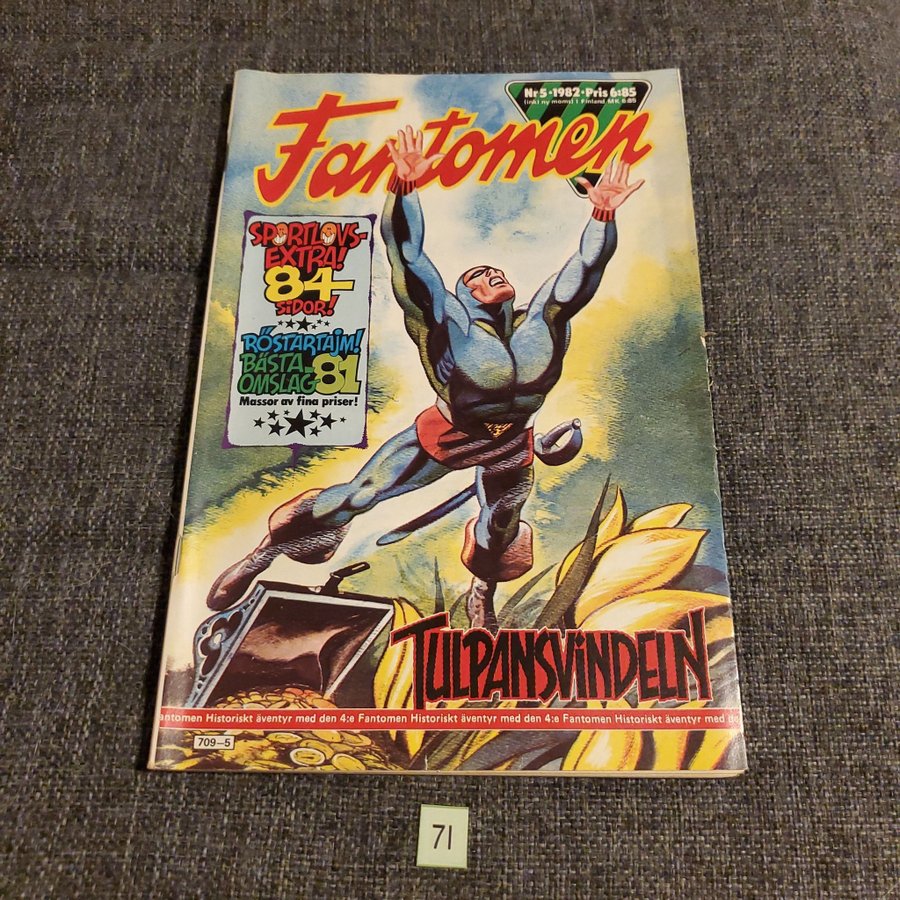 Nr 5 • 1982 • Pris 6:85
(inkl ny moms) I Finland MK 6:85
Fantomen
SPORTLOVS-
EXTRA!
84-
SIDOR!
RÖSTARTAJM!
BÄSTA
OMSLAG-81
Massor av fina priser!
TULPANSVINDELN
antomen Historiskt äventyr med den 4:e Fantomen Historiskt äventyr med den 4:e Fantomen Historiskt äventyr med de
709-5
71